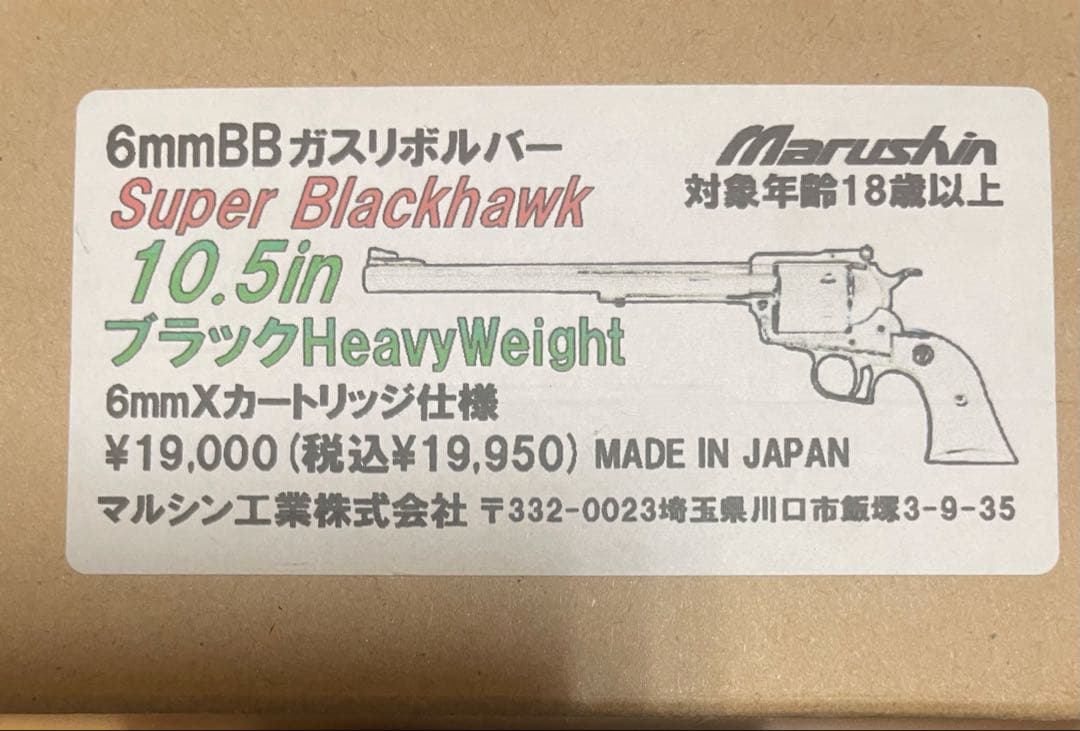 6mmBBガスリボルバー
Marushin
Super Blackhawk
対象年齢18歳以上
10.5in
ブラックHeavyWeight
6mmXカートリッジ仕様
¥19,000(税込¥19,950) MADE IN JAPAN
マルシン工業株式会社 〒332-0023埼玉県川口市飯塚3-9-35